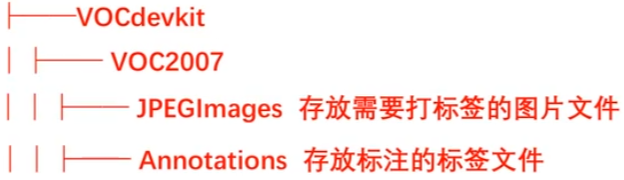 ├──VOCdevkit
│ ├── VOC2007
│ │ ├── JPEGImages 存放需要打标签的图片文件
│ │ ├── Annotations 存放标注的标签文件